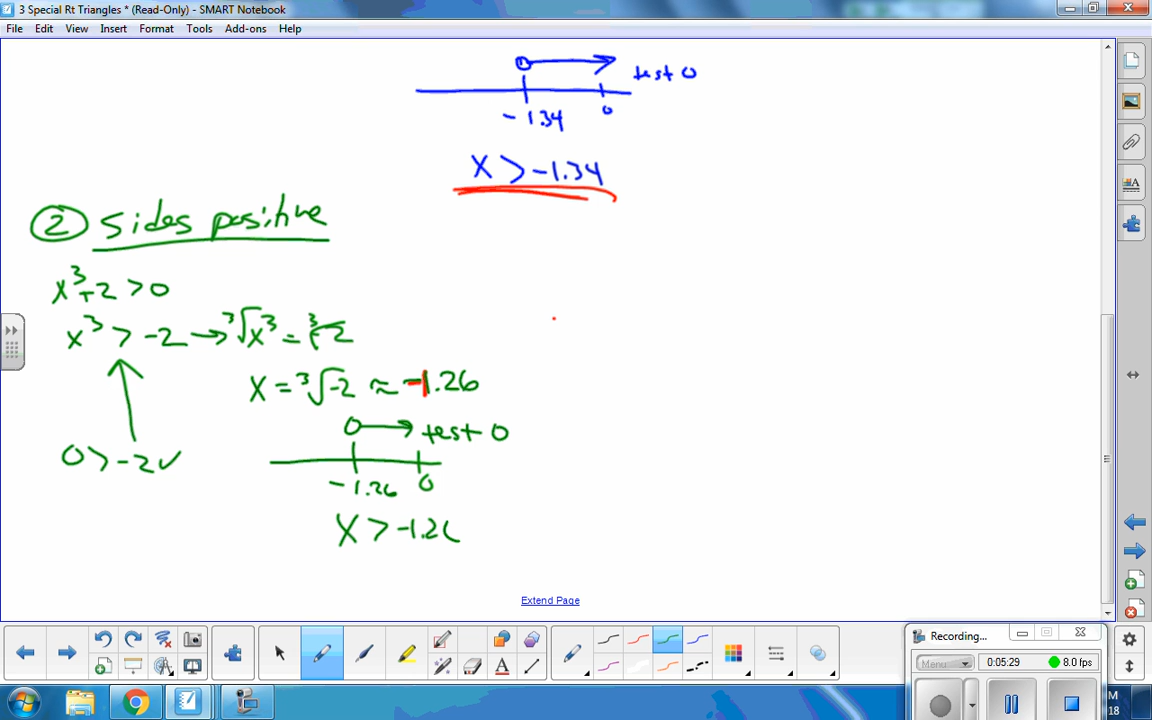 3 Special Rt Triangles * (Read-Only) - SMART Notebook
File Edit View Insert Format Tools Add-ons Help
test 0
-1.34 0
x > -1.34
② Sides positive
x³+2 >0
x³ > -2 → ³√x³ = ³√-2
x = ³√-2 ≈ -1.26
test 0
0 > -2 ✓
-1.26 0
x > -1.2
Extend Page
Recording...
Menu
0:05:29
8.0 fps
M
18